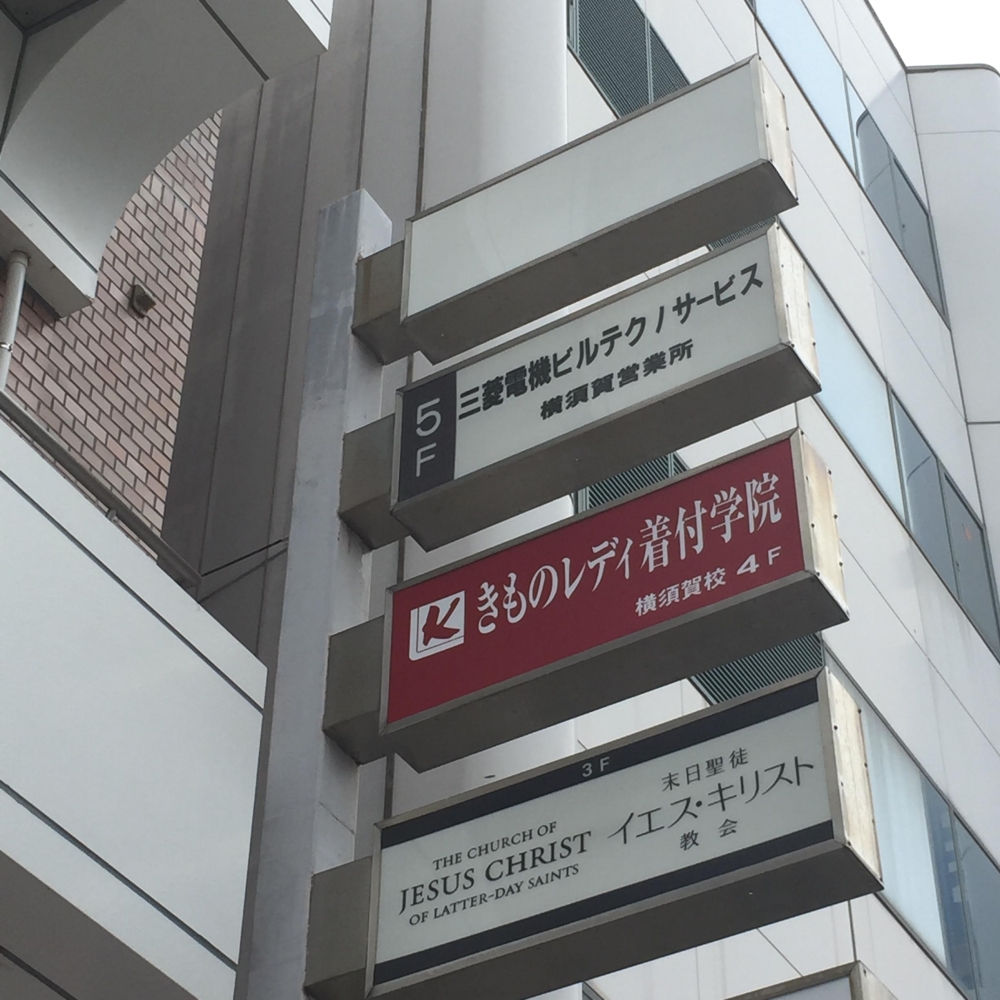 5F
三菱電機ビルテクノサービス
横須賀営業所
K きものレディ着付学院
横須賀校 4F
3F
THE CHURCH OF
JESUS CHRIST
OF LATTER-DAY SAINTS
末日聖徒
イエス・キリスト
教会